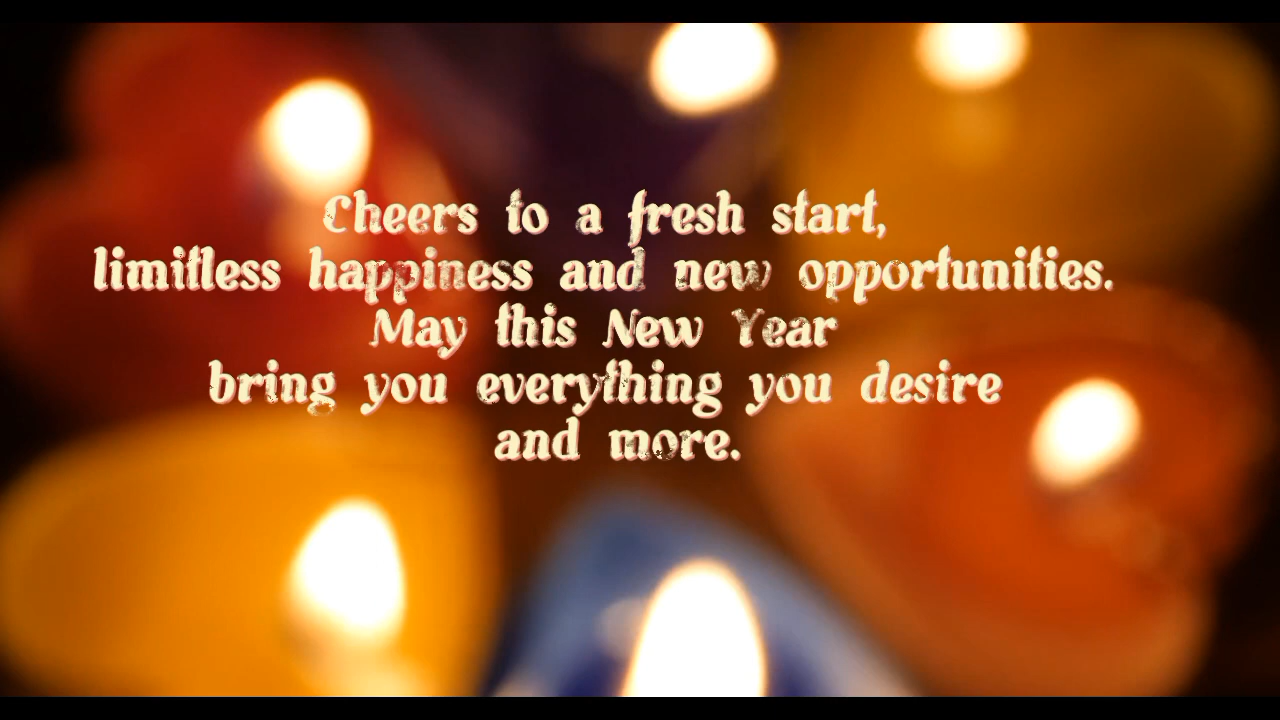 Cheers to a fresh start,
limitless happiness and new opportunities.
May this New Year
bring you everything you desire
and more.